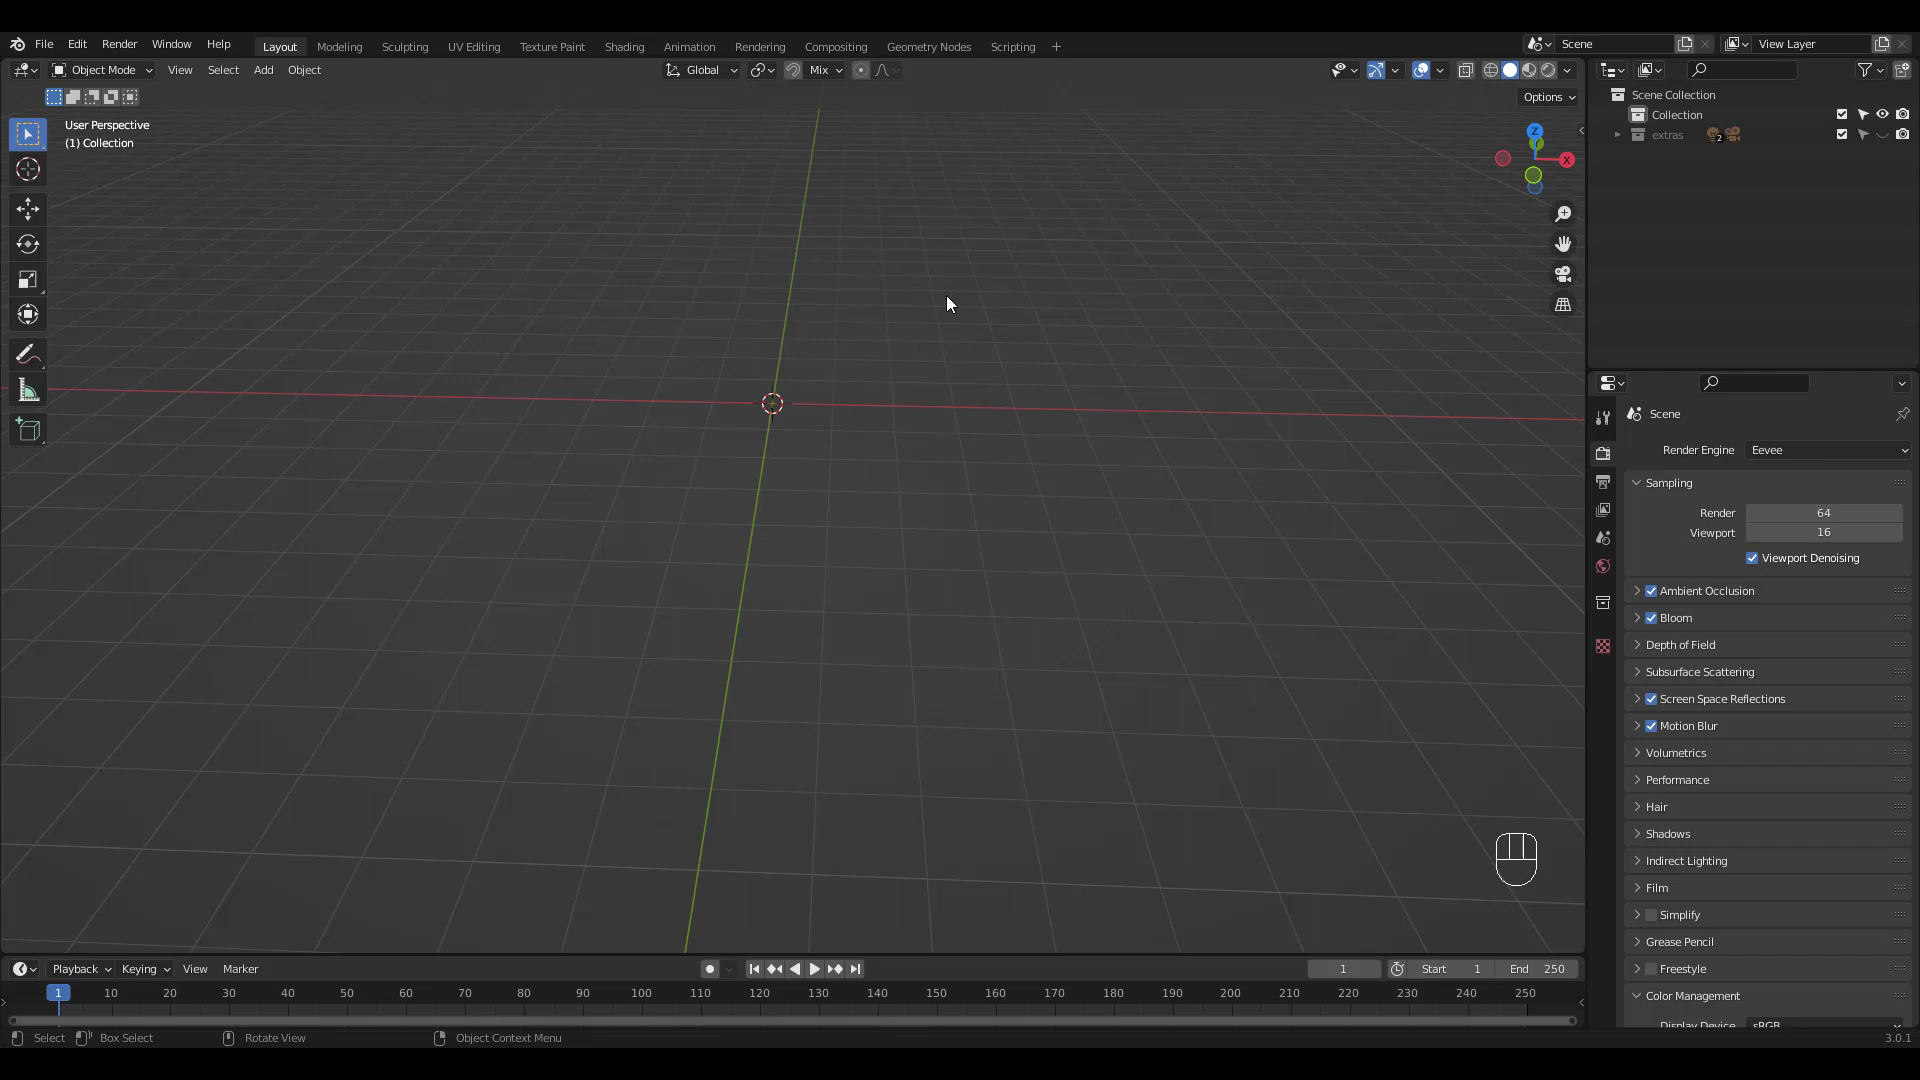 File Edit Render Window Help Layout Modeling Sculpting UV Editing Texture Paint Shading Animation Rendering Compositing Geometry Nodes Scripting + Scene View Layer
Object Mode View Select Add Object Global Mix
Options
User Perspective
(1) Collection
Z
X
Scene Collection
Collection
extras 2
Scene
Render Engine Eevee
Sampling
Render 64
Viewport 16
Viewport Denoising
Ambient Occlusion
Bloom
Depth of Field
Subsurface Scattering
Screen Space Reflections
Motion Blur
Volumetrics
Performance
Hair
Shadows
Indirect Lighting
Film
Simplify
Grease Pencil
Freestyle
Color Management
Display Device sRGB
Playback Keying View Marker 1 Start 1 End 250
1 10 20 30 40 50 60 70 80 90 100 110 120 130 140 150 160 170 180 190 200 210 220 230 240 250
Select Box Select Rotate View Object Context Menu 3.0.1